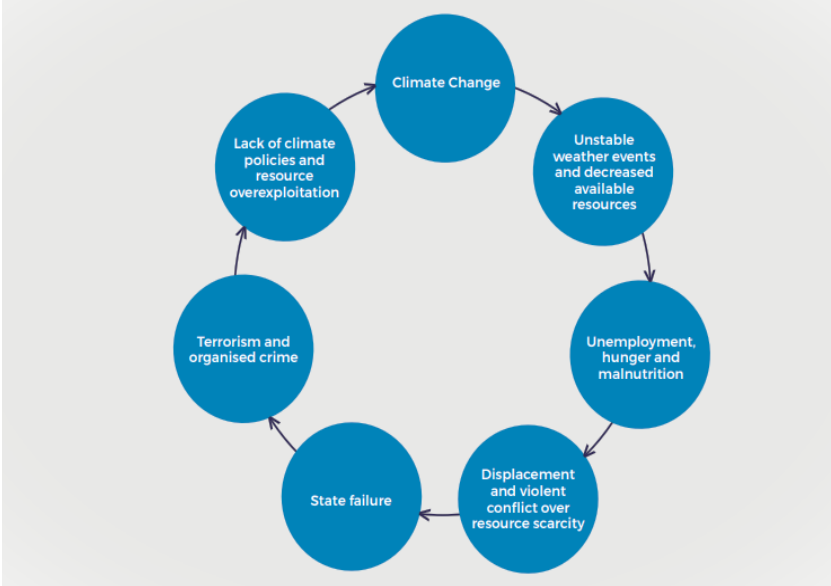 Climate Change
Unstable
weather events
and decreased
available
resources
Unemployment,
hunger and
malnutrition
Displacement
and violent
conflict over
resource scarcity
State failure
Terrorism and
organised crime
Lack of climate
policies and
resource
overexploitation